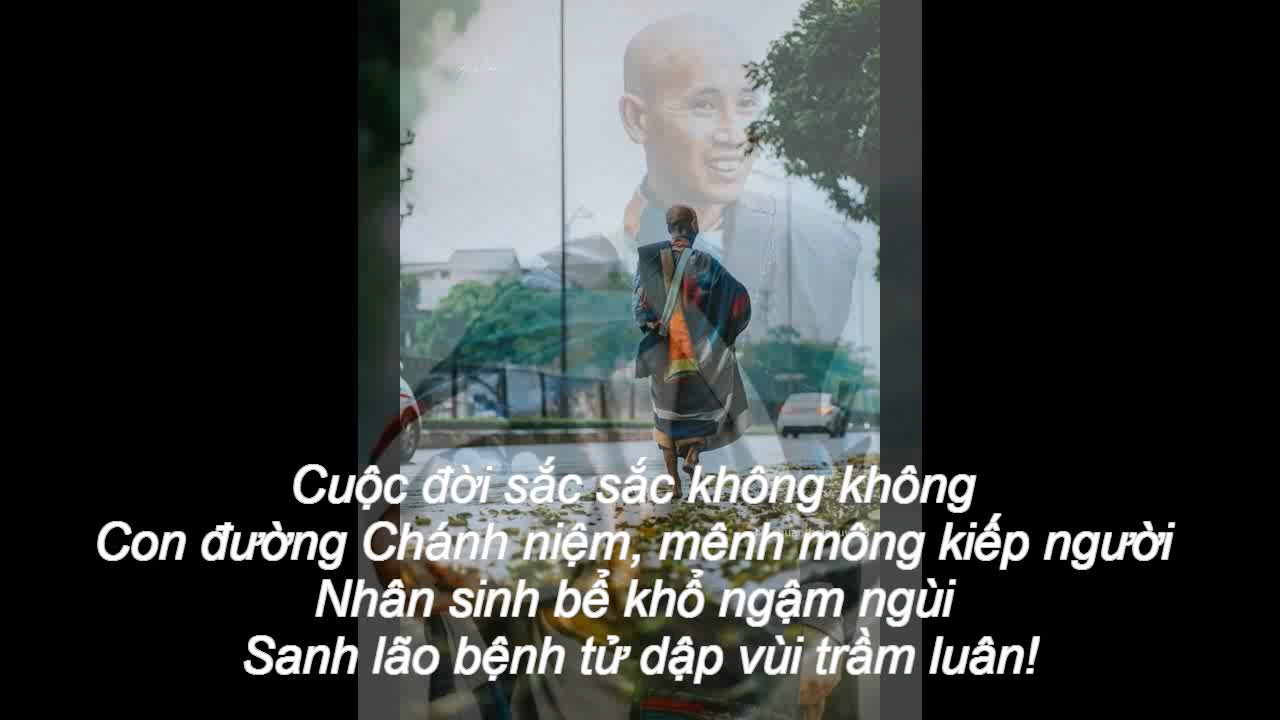 Cuộc đời sắc sắc không không
Con đường Chánh niệm, mênh mông kiếp người
Nhân sinh bể khổ ngậm ngùi
Sanh lão bệnh tử dập vùi trầm luân!